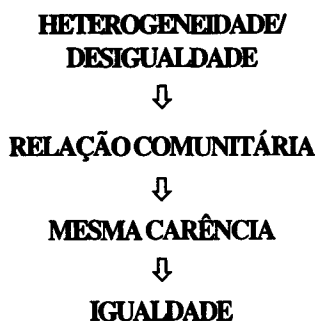 HETEROGENEIDADE/
DESIGUALDADE
⇩
RELAÇÃO COMUNITÁRIA
⇩
MESMA CARÊNCIA
⇩
IGUALDADE